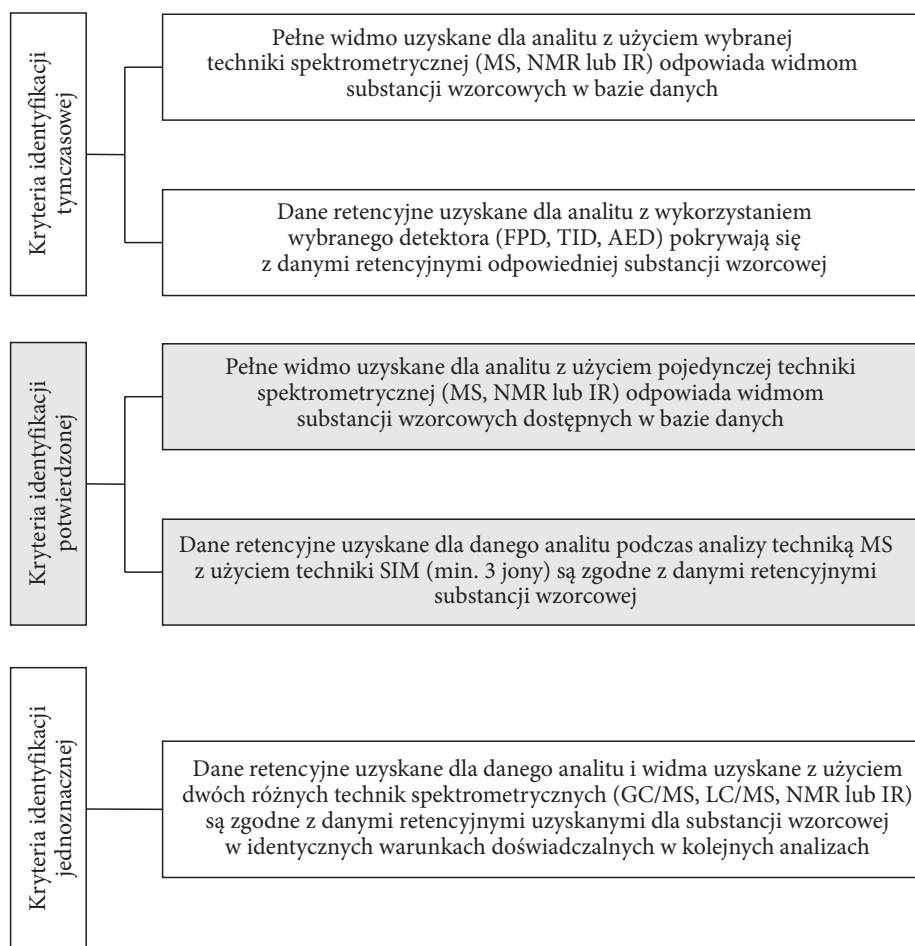 Kryteria identyfikacji
tymczasowej
Pełne widmo uzyskane dla analitu z użyciem wybranej
techniki spektrometrycznej (MS, NMR lub IR) odpowiada widmom
substancji wzorcowych w bazie danych
Dane retencyjne uzyskane dla analitu z wykorzystaniem
wybranego detektora (FPD, TID, AED) pokrywają się
z danymi retencyjnymi odpowiedniej substancji wzorcowej
Kryteria identyfikacji
potwierdzonej
Pełne widmo uzyskane dla analitu z użyciem pojedynczej techniki
spektrometrycznej (MS, NMR lub IR) odpowiada widmom
substancji wzorcowych dostępnych w bazie danych
Dane retencyjne uzyskane dla danego analitu podczas analizy techniką MS
z użyciem techniki SIM (min. 3 jony) są zgodne z danymi retencyjnymi
substancji wzorcowej
Kryteria identyfikacji
jednoznacznej
Dane retencyjne uzyskane dla danego analitu i widma uzyskane z użyciem
dwóch różnych technik spektrometrycznych (GC/MS, LC/MS, NMR lub IR)
są zgodne z danymi retencyjnymi uzyskanymi dla substancji wzorcowej
w identycznych warunkach doświadczalnych w kolejnych analizach